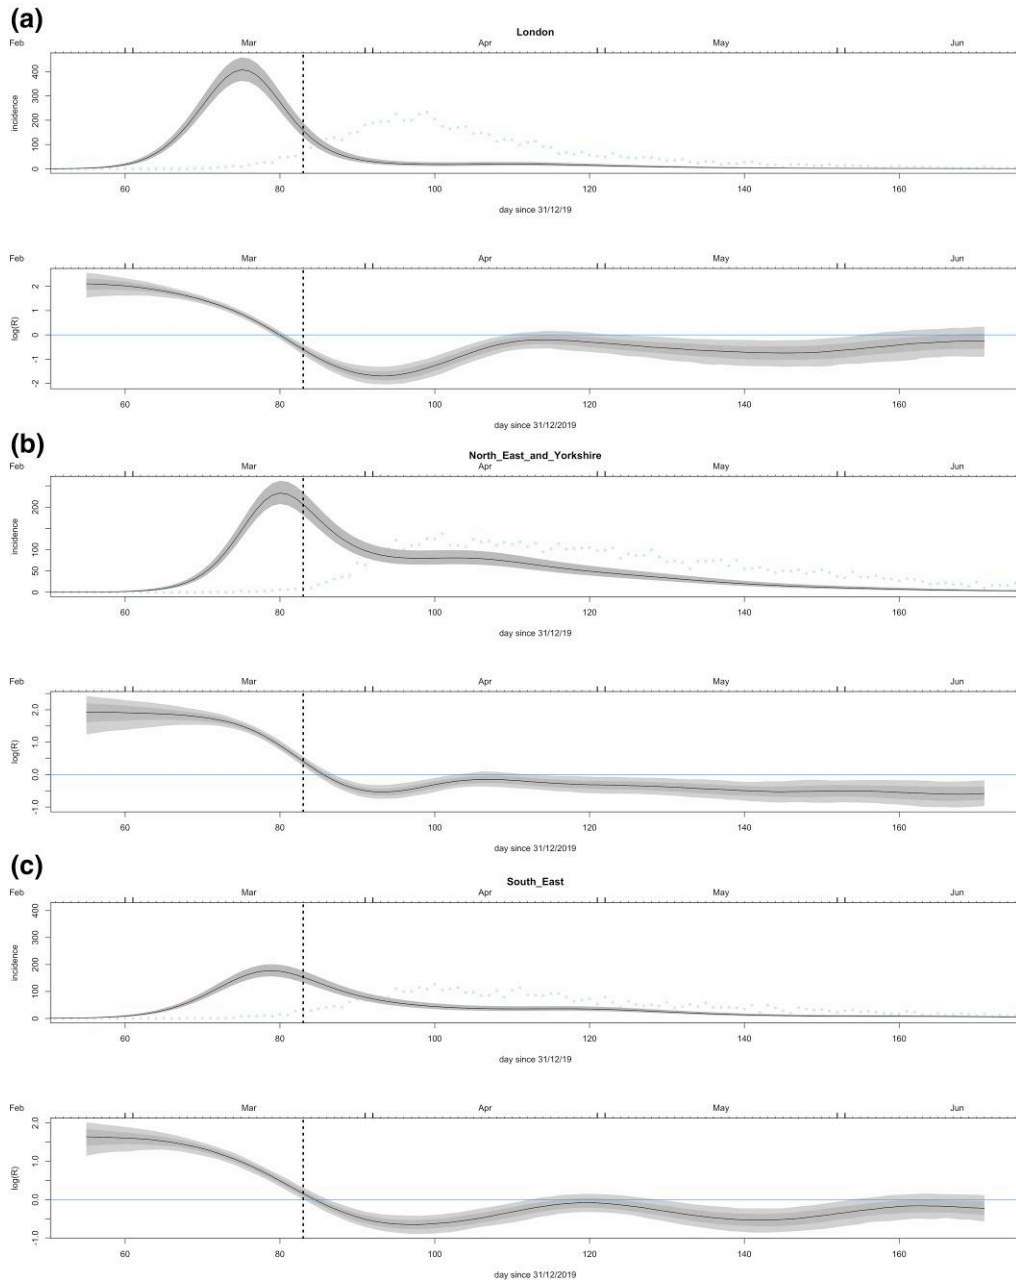 (a)
London
Feb Mar Apr May Jun
incidence
400
300
200
100
0
60 80 100 120 140 160
day since 31/12/19
Feb Mar Apr May Jun
log(R)
2
1
0
-1
-2
60 80 100 120 140 160
day since 31/12/2019
(b)
North_East_and_Yorkshire
Feb Mar Apr May Jun
incidence
200
100
50
0
60 80 100 120 140 160
day since 31/12/19
Feb Mar Apr May Jun
log(R)
2.0
1.0
0.0
-1.0
60 80 100 120 140 160
day since 31/12/2019
(c)
South_East
Feb Mar Apr May Jun
incidence
400
300
200
100
0
60 80 100 120 140 160
day since 31/12/19
Feb Mar Apr May Jun
log(R)
2.0
1.0
0.0
-1.0
60 80 100 120 140 160
day since 31/12/2019